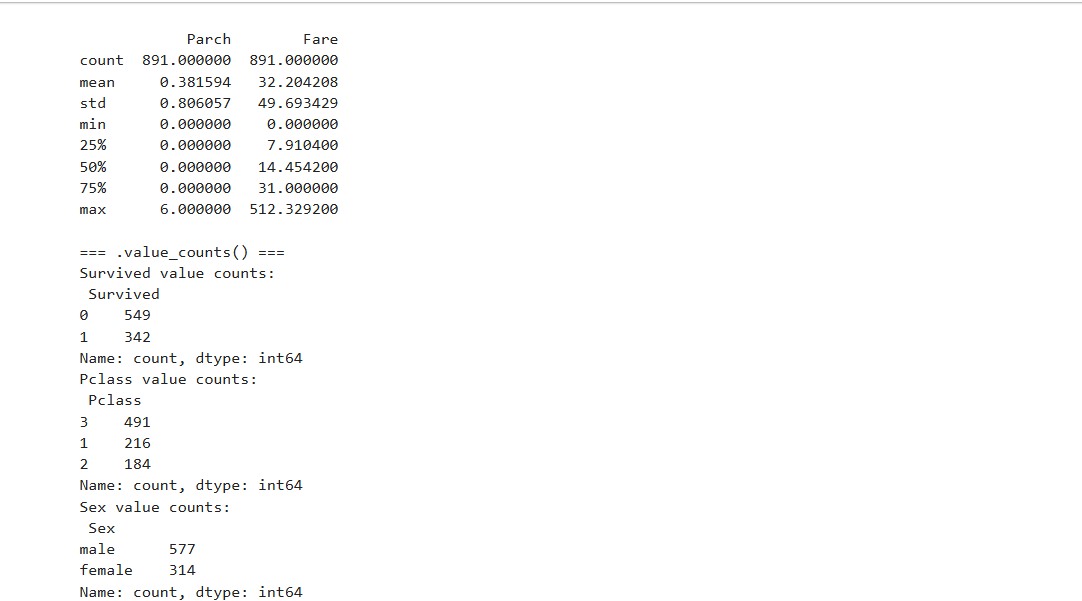 Parch Fare
count 891.000000 891.000000
mean 0.381594 32.204208
std 0.806057 49.693429
min 0.000000 0.000000
25% 0.000000 7.910400
50% 0.000000 14.454200
75% 0.000000 31.000000
max 6.000000 512.329200
=== .value_counts() ===
Survived value counts:
Survived
0 549
1 342
Name: count, dtype: int64
Pclass value counts:
Pclass
3 491
1 216
2 184
Name: count, dtype: int64
Sex value counts:
Sex
male 577
female 314
Name: count, dtype: int64